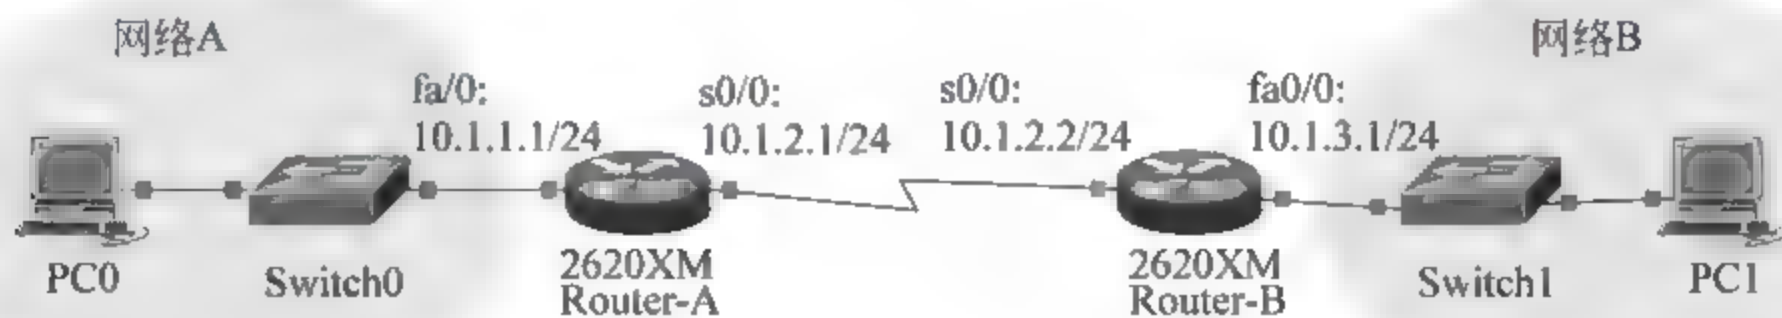 网络A
网络B
fa/0:
10.1.1.1/24
s0/0:
10.1.2.1/24
s0/0:
10.1.2.2/24
fa0/0:
10.1.3.1/24
PC0
Switch0
2620XM
Router-A
2620XM
Router-B
Switch1
PC1